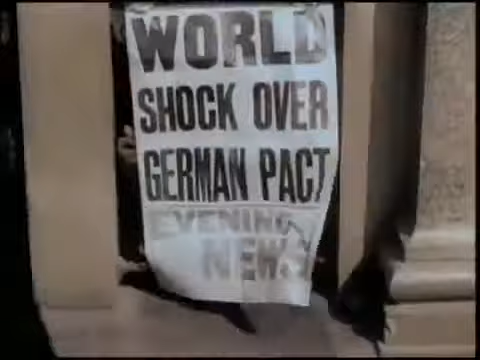 WORLD
SHOCK OVER
GERMAN PACT
EVENING
NEWS